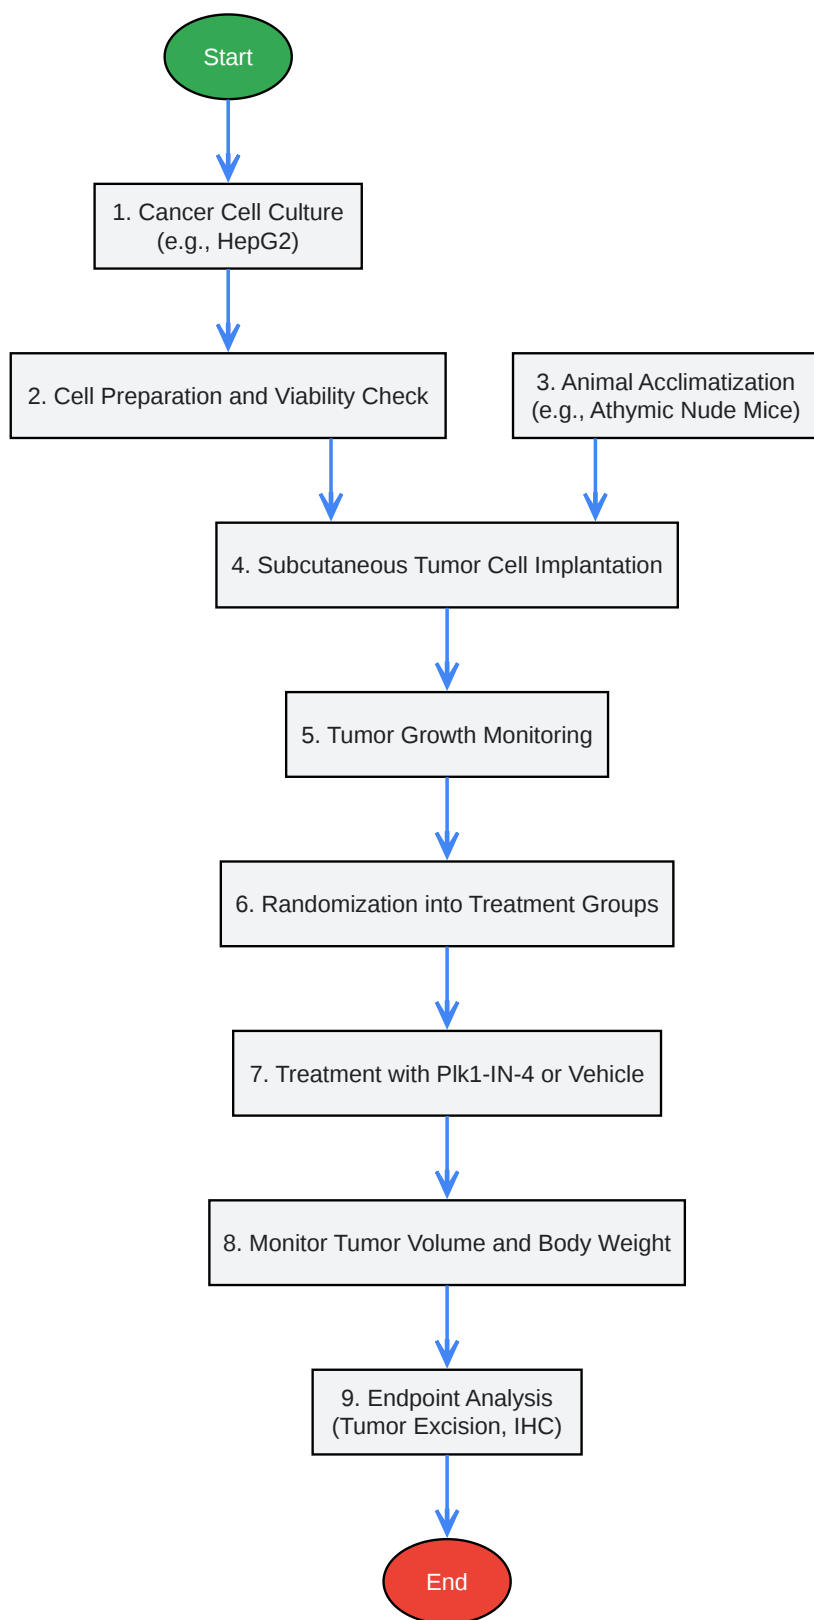 Start
1. Cancer Cell Culture
(e.g., HepG2)
2. Cell Preparation and Viability Check
3. Animal Acclimatization
(e.g., Athymic Nude Mice)
4. Subcutaneous Tumor Cell Implantation
5. Tumor Growth Monitoring
6. Randomization into Treatment Groups
7. Treatment with Plk1-IN-4 or Vehicle
8. Monitor Tumor Volume and Body Weight
9. Endpoint Analysis
(Tumor Excision, IHC)
End